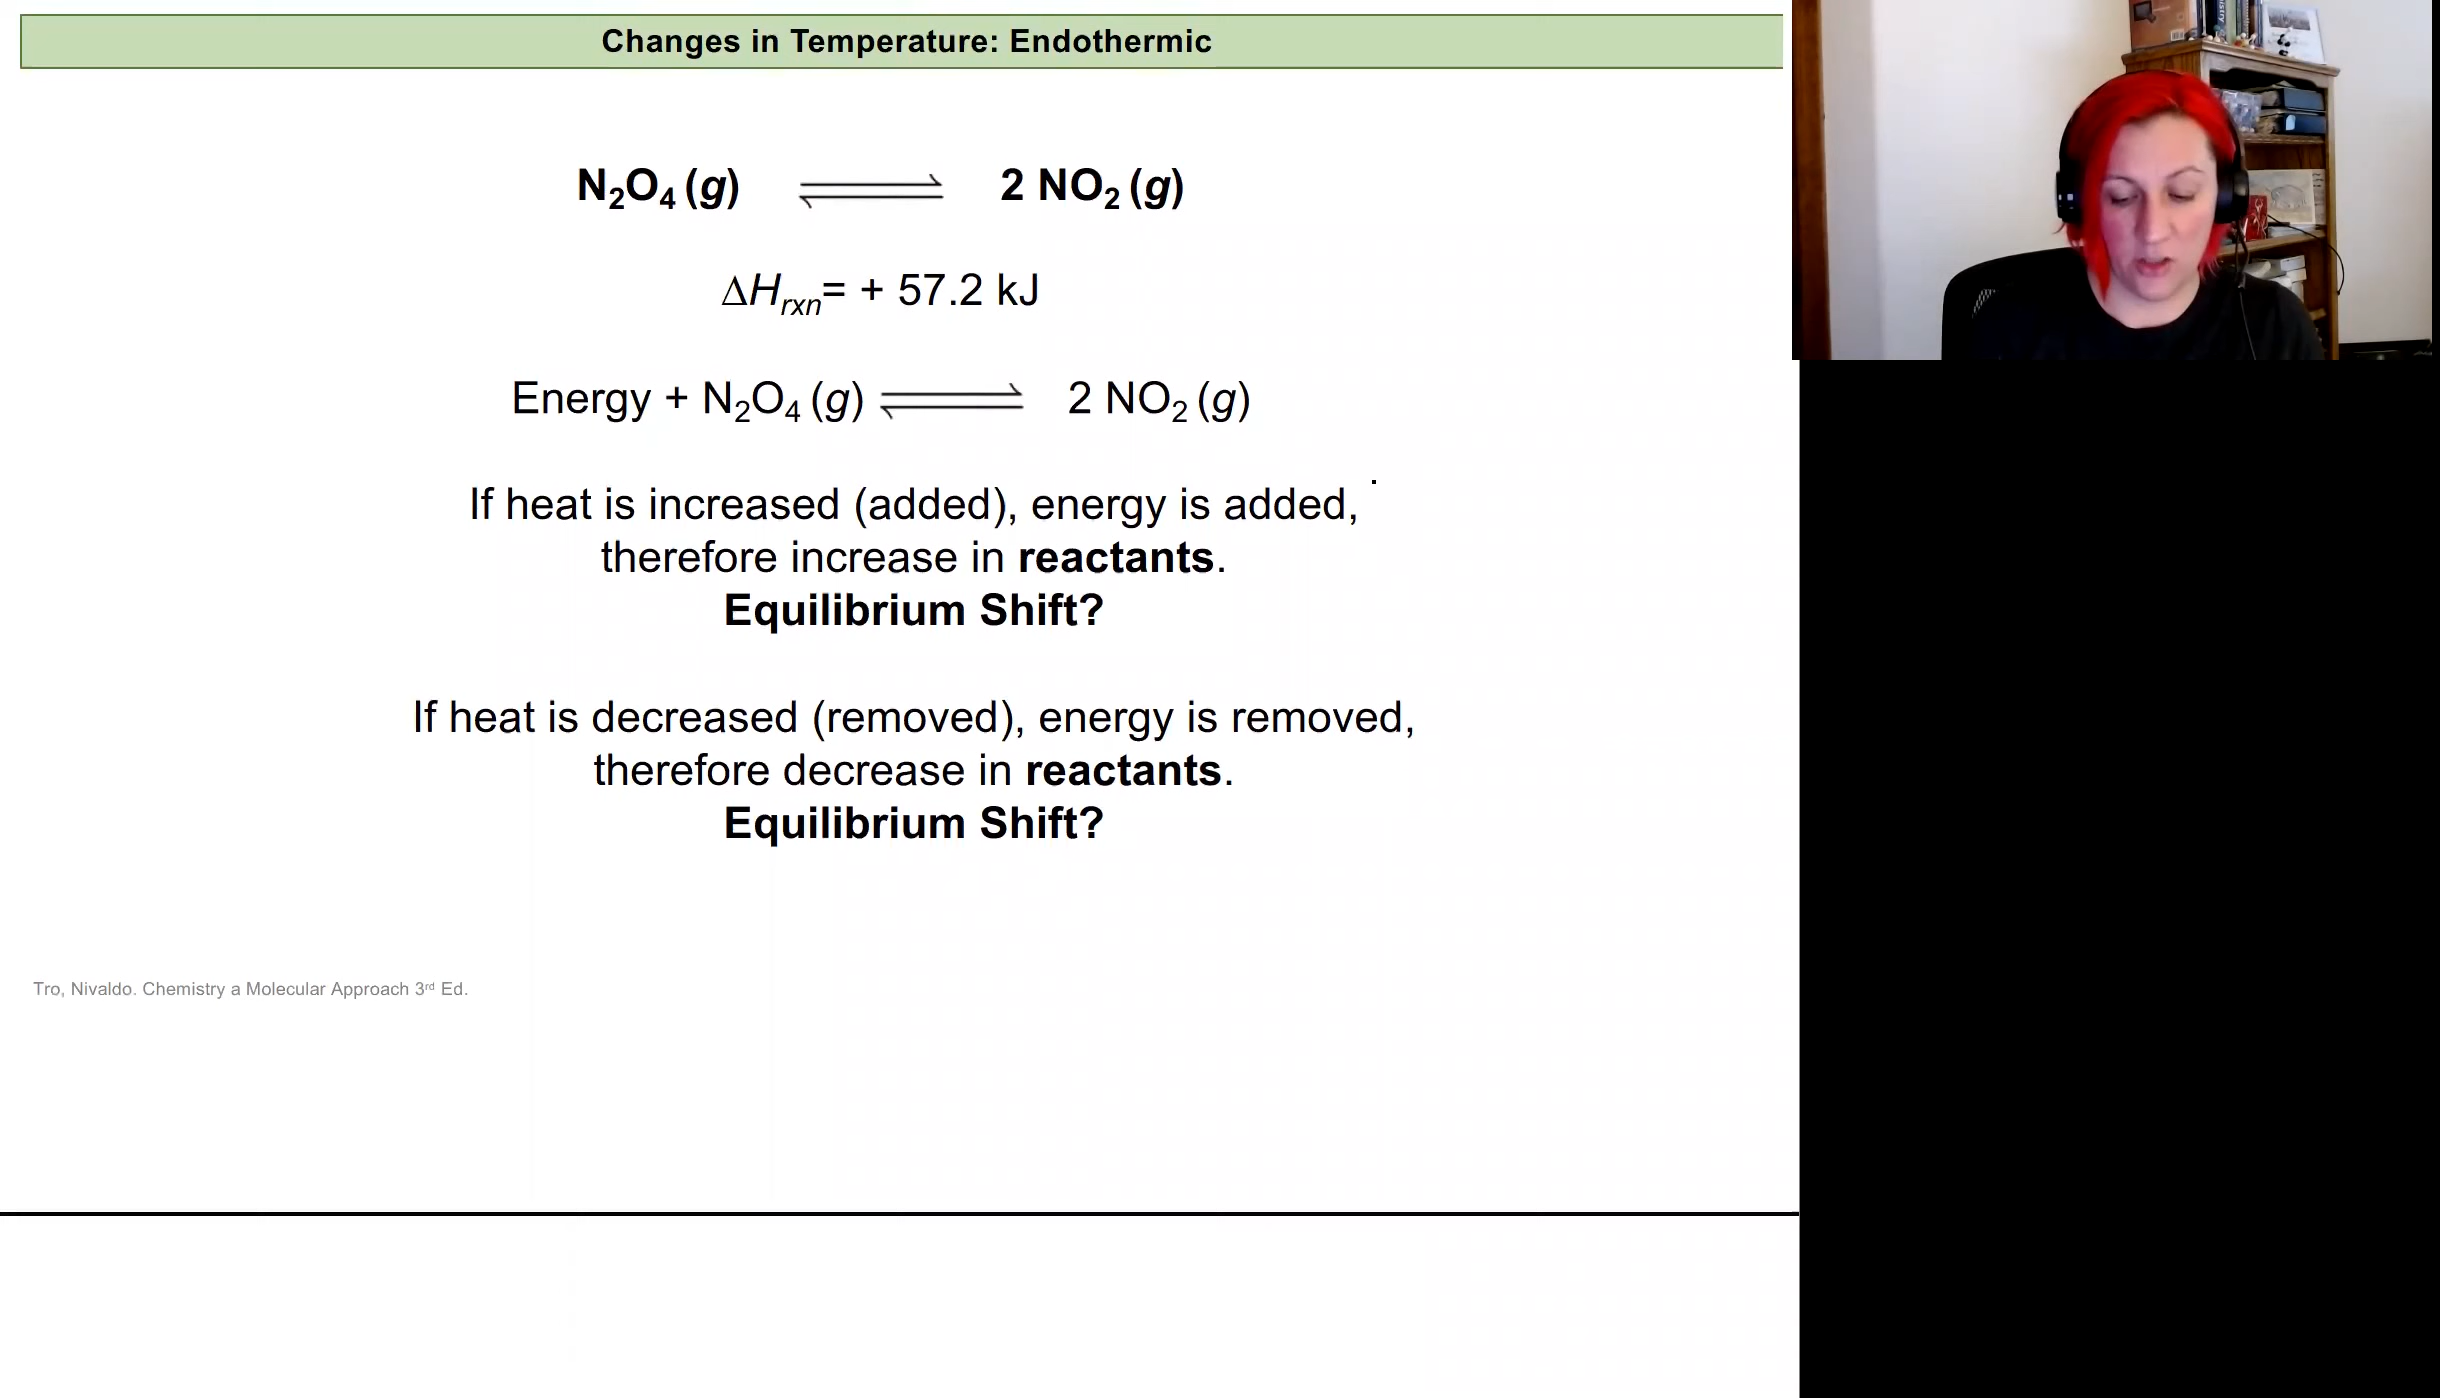 Changes in Temperature: Endothermic
N₂O₄ (g) ⇌ 2 NO₂ (g)
ΔHrxn= + 57.2 kJ
Energy + N₂O₄ (g) ⇌ 2 NO₂ (g)
If heat is increased (added), energy is added,
therefore increase in reactants.
Equilibrium Shift?
If heat is decreased (removed), energy is removed,
therefore decrease in reactants.
Equilibrium Shift?
Tro, Nivaldo. Chemistry a Molecular Approach 3rd Ed.